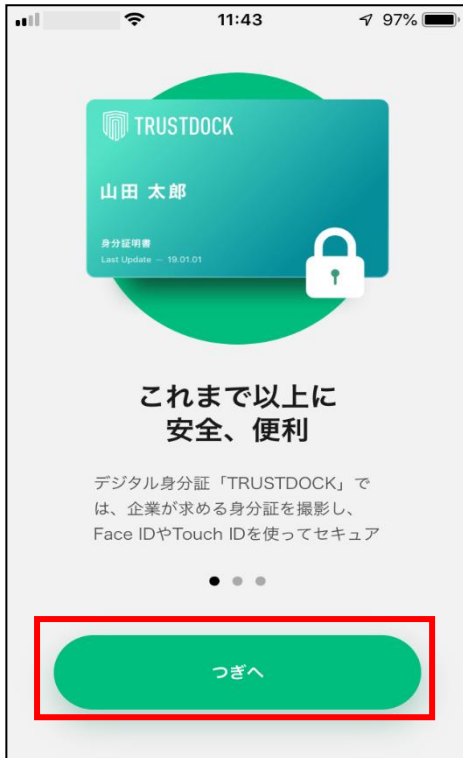 11:43
97%
TRUSTDOCK
山田 太郎
身分証明書
Last Update — 19.01.01
これまで以上に
安全、便利
デジタル身分証「TRUSTDOCK」で
は、企業が求める身分証を撮影し、
Face IDやTouch IDを使ってセキュア
つぎへ